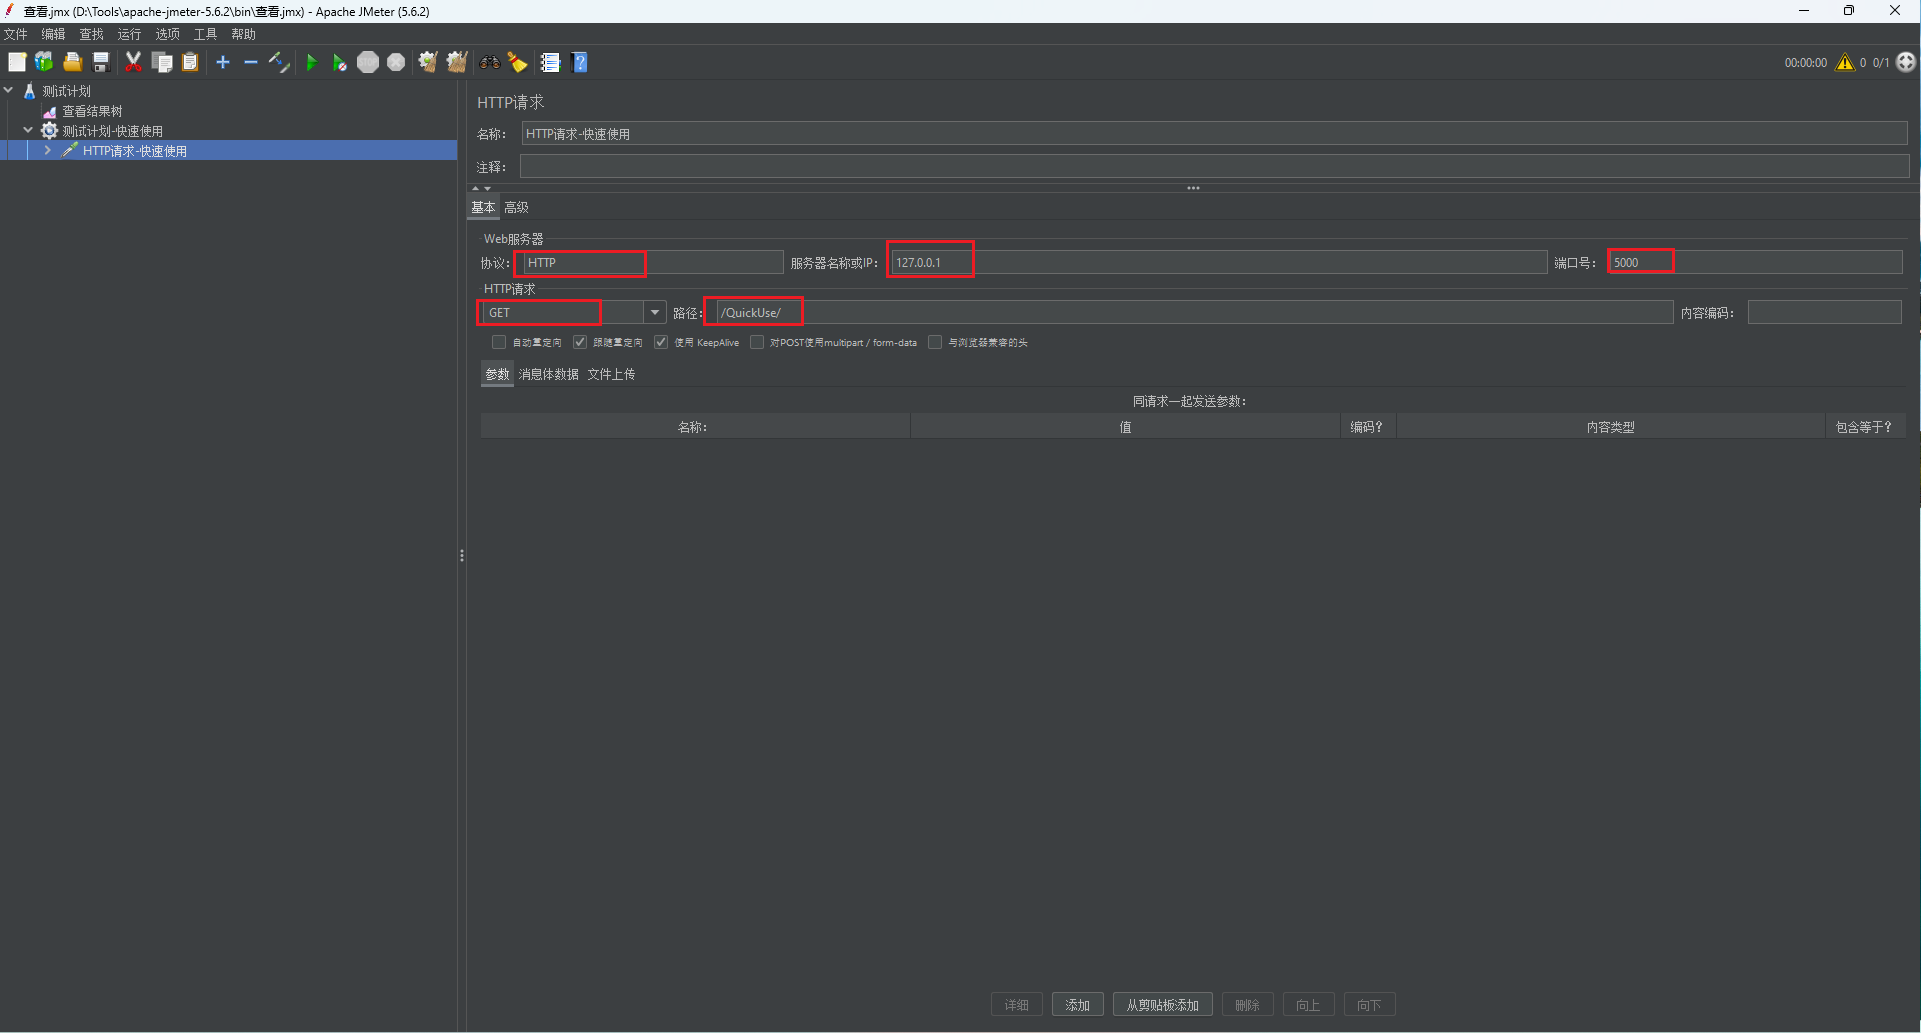 查看.jmx (D:\Tools\apache-jmeter-5.6.2\bin\查看.jmx) - Apache JMeter (5.6.2)
文件 编辑 查找 运行 选项 工具 帮助
00:00:00 0 0/1
测试计划
查看结果树
测试计划-快速使用
HTTP请求-快速使用
HTTP请求
名称： HTTP请求-快速使用
注释：
基本 高级
Web服务器
协议： HTTP 服务器名称或IP： 127.0.0.1 端口号： 5000
HTTP请求
GET 路径： /QuickUse/ 内容编码：
自动重定向 跟随重定向 使用 KeepAlive 对POST使用multipart / form-data 与浏览器兼容的头
参数 消息体数据 文件上传
同请求一起发送参数：
名称： 值 编码？ 内容类型 包含等于？
详细 添加 从剪贴板添加 删除 向上 向下